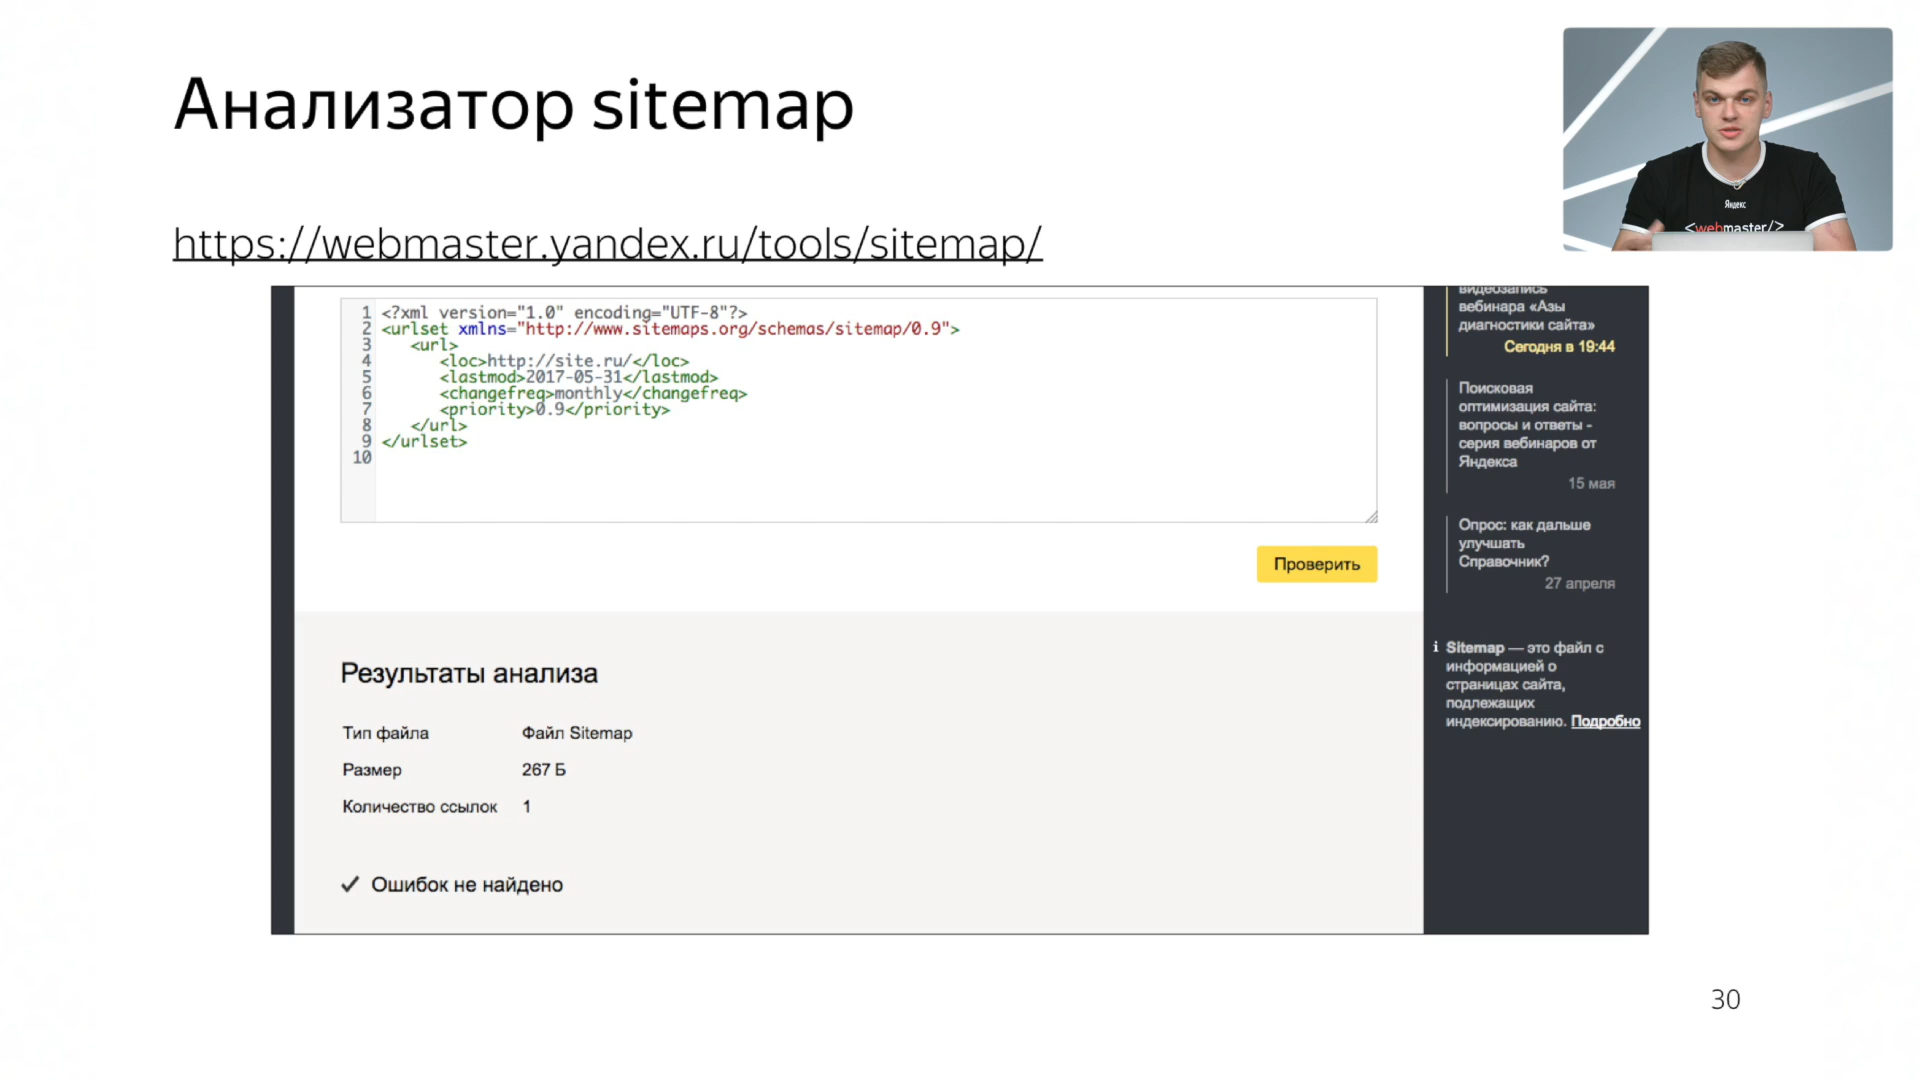 Анализатор sitemap
Яндекс
<webmaster/>
https://webmaster.yandex.ru/tools/sitemap/
1 <?xml version="1.0" encoding="UTF-8"?>
2 <urlset xmlns="http://www.sitemaps.org/schemas/sitemap/0.9">
3 <url>
4 <loc>http://site.ru/</loc>
5 <lastmod>2017-05-31</lastmod>
6 <changefreq>monthly</changefreq>
7 <priority>0.9</priority>
8 </url>
9 </urlset>
10
Проверить
Результаты анализа
Тип файла Файл Sitemap
Размер 267 Б
Количество ссылок 1
Ошибок не найдено
видеозапись
вебинара «Азы
диагностики сайта»
Сегодня в 19:44
Поисковая
оптимизация сайта:
вопросы и ответы -
серия вебинаров от
Яндекса
15 мая
Опрос: как дальше
улучшать
Справочник?
27 апреля
i Sitemap — это файл с
информацией о
страницах сайта,
подлежащих
индексированию. Подробно
30